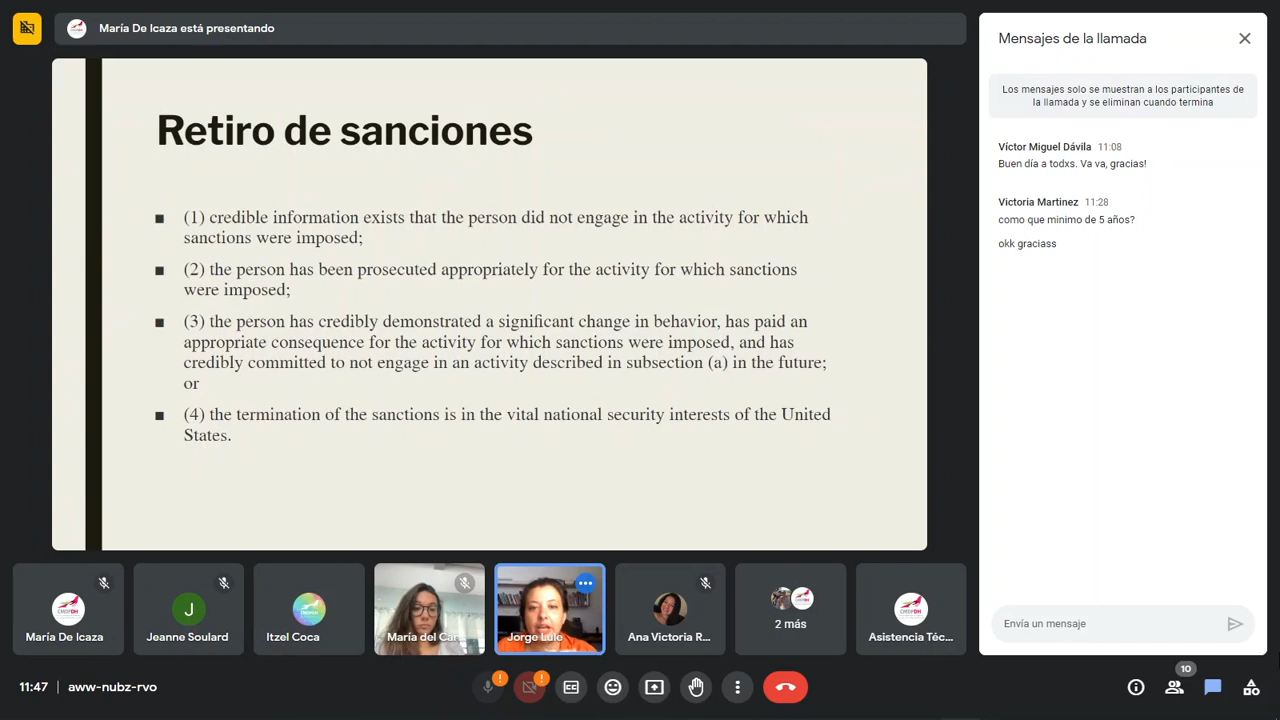 María De Icaza está presentando
Mensajes de la llamada
Los mensajes solo se muestran a los participantes de
la llamada y se eliminan cuando termina
Víctor Miguel Dávila 11:08
Buen día a todxs. Va va, gracias!
Victoria Martinez 11:28
como que minimo de 5 años?
okk graciass
Envía un mensaje
Retiro de sanciones
■ (1) credible information exists that the person did not engage in the activity for which
sanctions were imposed;
■ (2) the person has been prosecuted appropriately for the activity for which sanctions
were imposed;
■ (3) the person has credibly demonstrated a significant change in behavior, has paid an
appropriate consequence for the activity for which sanctions were imposed, and has
credibly committed to not engage in an activity described in subsection (a) in the future;
or
■ (4) the termination of the sanctions is in the vital national security interests of the United
States.
CMDPDH
María De Icaza
J
Jeanne Soulard
Itzel Coca
María del Car...
Jorge Lule
Ana Victoria R...
2 más
CMDPDH
Asistencia Téc...
11:47 | aww-nubz-rvo
10